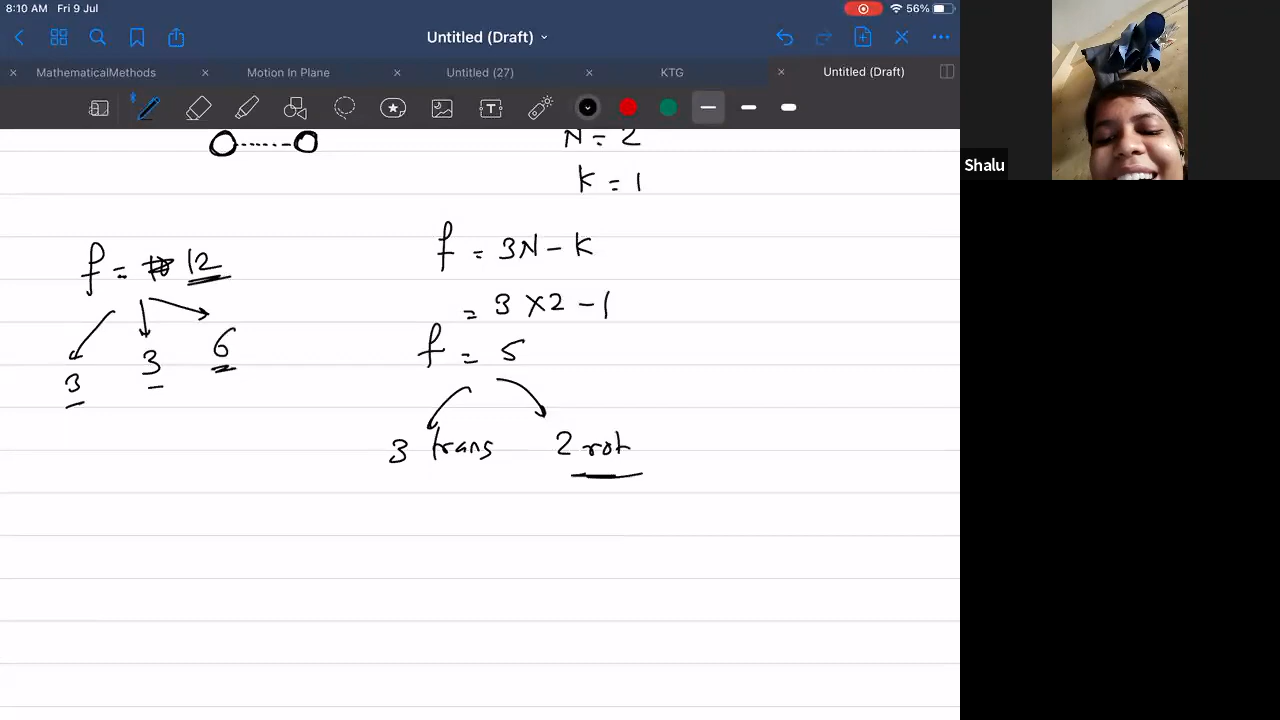 8:10 AM Fri 9 Jul
56%
Untitled (Draft)
MathematicalMethods
Motion In Plane
Untitled (27)
KTG
Untitled (Draft)
T
Shalu
N = 2
K = 1
f = 3N - K
= 3 × 2 - 1
f = 5
3 trans 2 rot
f = 12
3 3 6